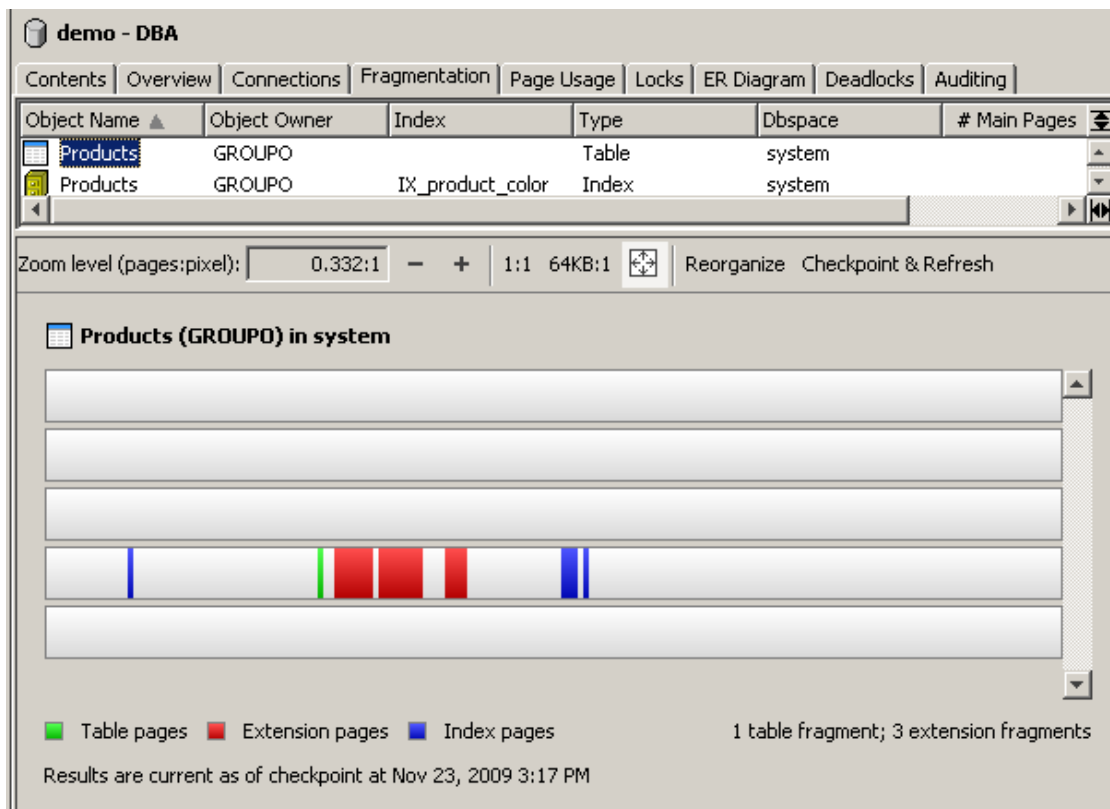 demo - DBA
Contents Overview Connections Fragmentation Page Usage Locks ER Diagram Deadlocks Auditing
Object Name Object Owner Index Type Dbspace # Main Pages
Products GROUPO Table system
Products GROUPO IX_product_color Index system
Zoom level (pages:pixel): 0.332:1 − + 1:1 64KB:1 Reorganize Checkpoint & Refresh
Products (GROUPO) in system
Table pages Extension pages Index pages 1 table fragment; 3 extension fragments
Results are current as of checkpoint at Nov 23, 2009 3:17 PM